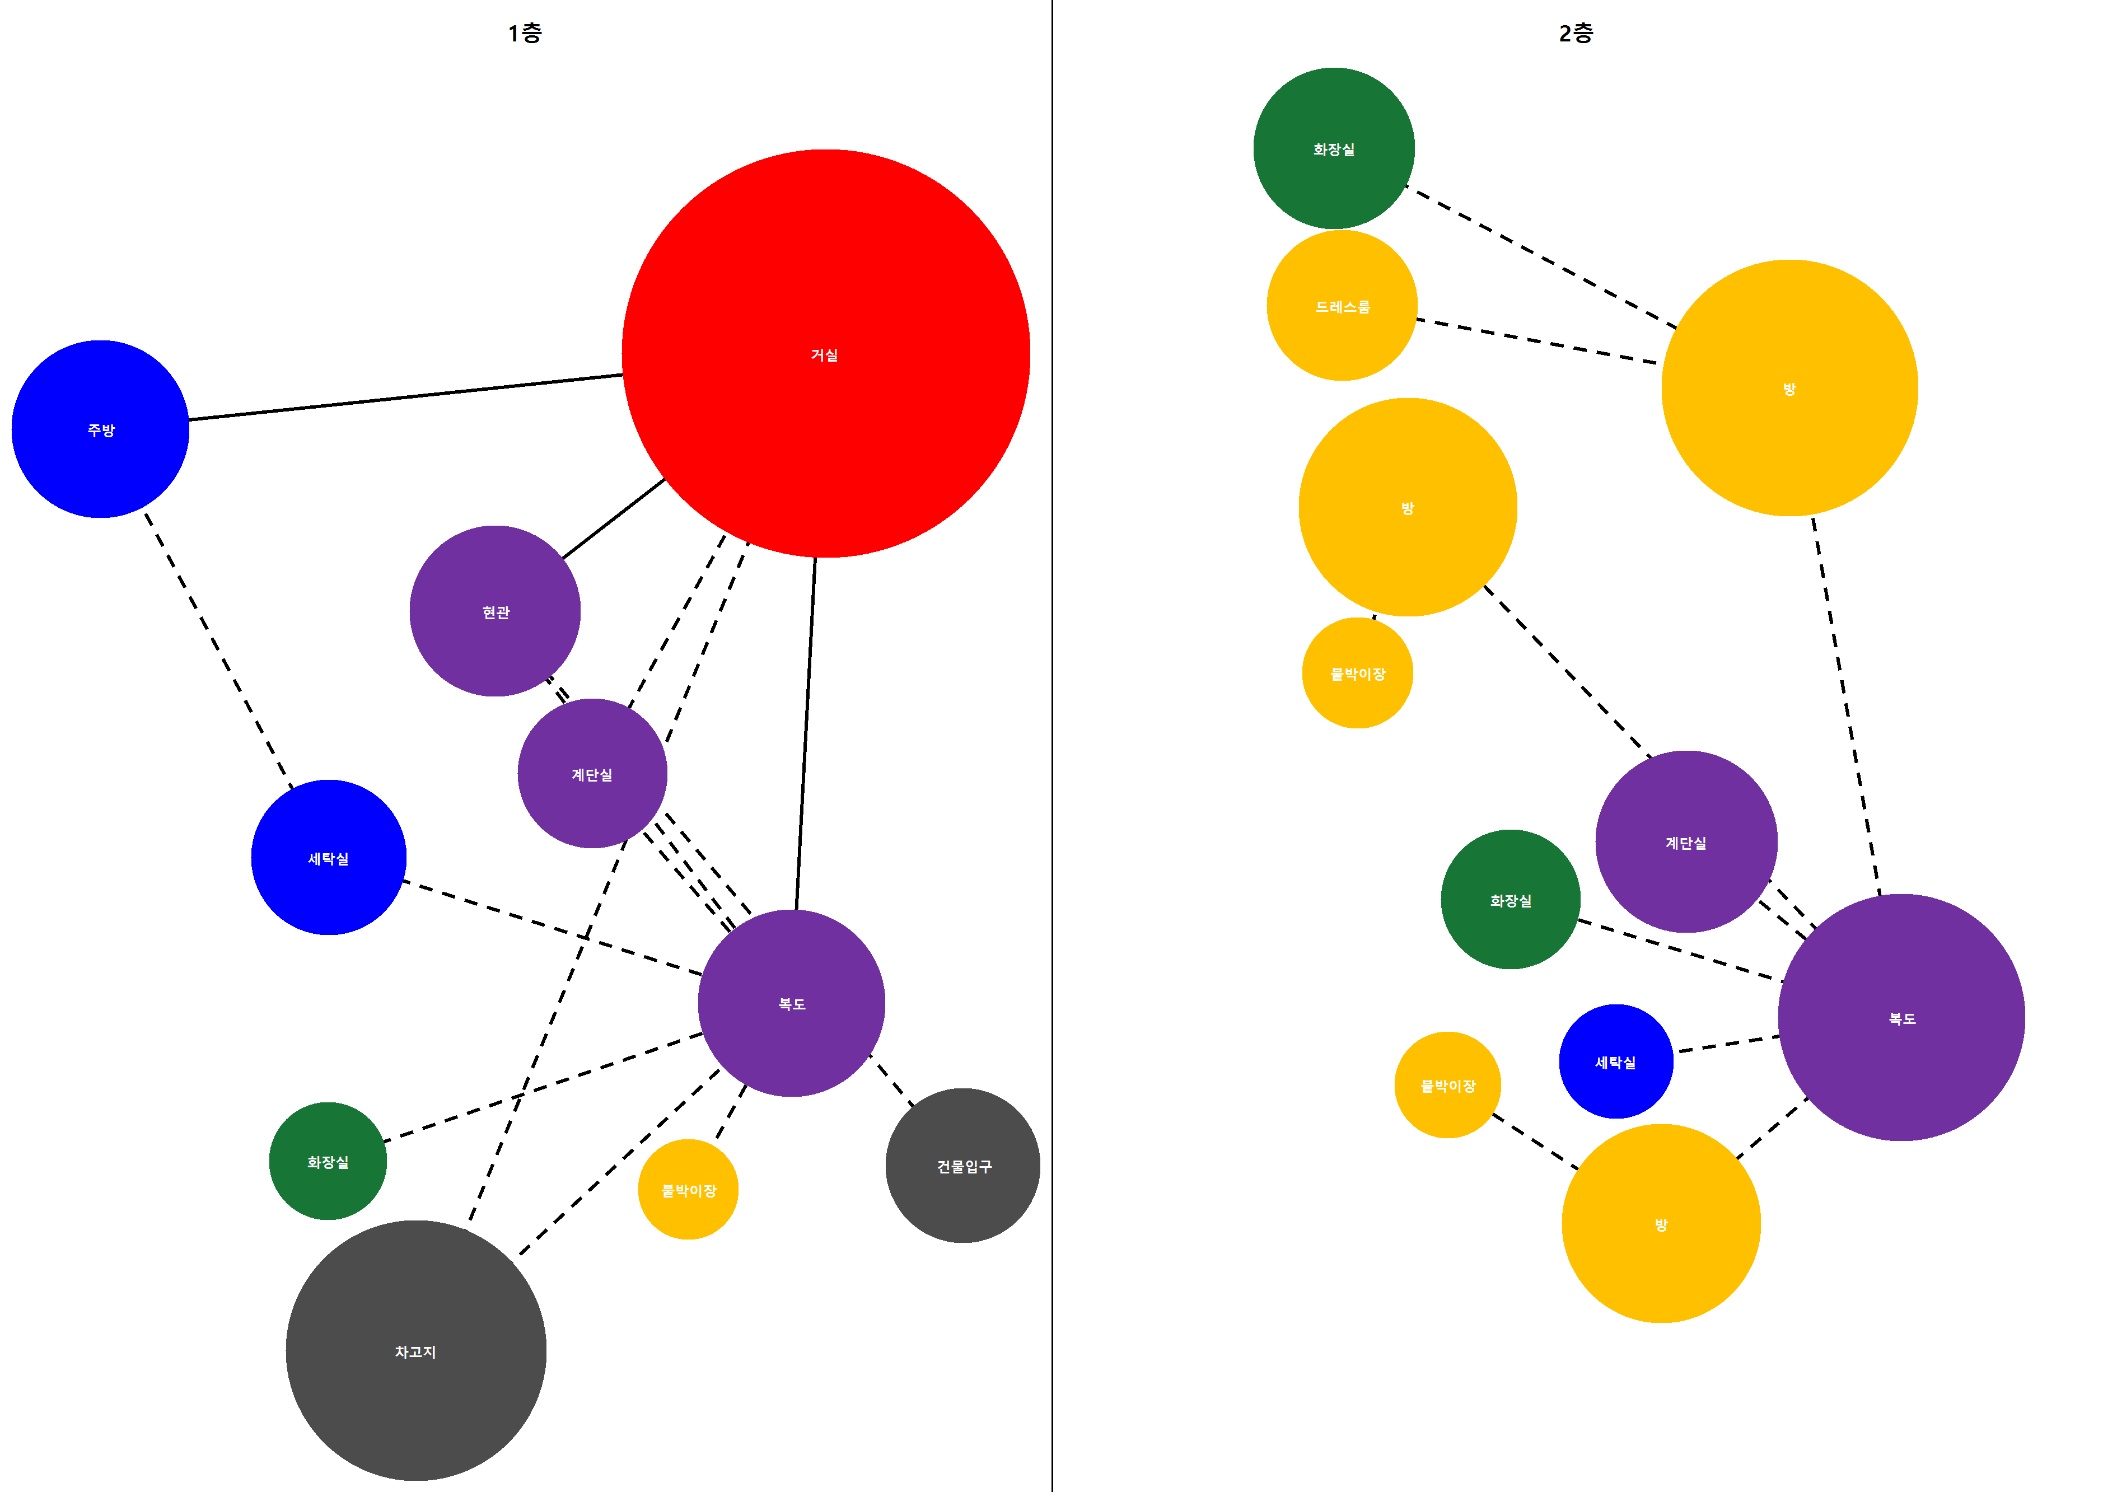 1층
거실
주방
현관
계단실
세탁실
복도
화장실
붙박이장
건물입구
차고지
2층
화장실
드레스룸
방
방
붙박이장
계단실
화장실
복도
세탁실
붙박이장
방